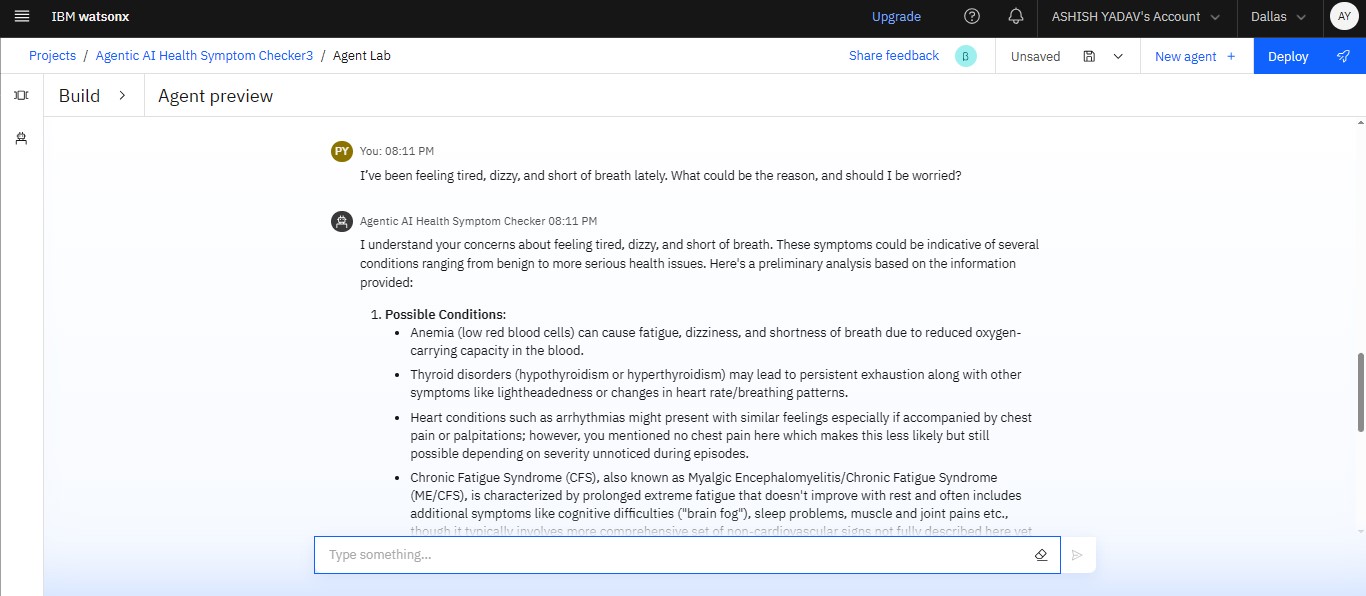 IBM watsonx
Upgrade
ASHISH YADAV's Account
Dallas
AY
Projects / Agentic AI Health Symptom Checker3 / Agent Lab
Share feedback
β
Unsaved
New agent +
Deploy
Build
Agent preview
PY
You: 08:11 PM
I’ve been feeling tired, dizzy, and short of breath lately. What could be the reason, and should I be worried?
Agentic AI Health Symptom Checker 08:11 PM
I understand your concerns about feeling tired, dizzy, and short of breath. These symptoms could be indicative of several
conditions ranging from benign to more serious health issues. Here's a preliminary analysis based on the information
provided:
1. Possible Conditions:
• Anemia (low red blood cells) can cause fatigue, dizziness, and shortness of breath due to reduced oxygen-
carrying capacity in the blood.
• Thyroid disorders (hypothyroidism or hyperthyroidism) may lead to persistent exhaustion along with other
symptoms like lightheadedness or changes in heart rate/breathing patterns.
• Heart conditions such as arrhythmias might present with similar feelings especially if accompanied by chest
pain or palpitations; however, you mentioned no chest pain here which makes this less likely but still
possible depending on severity unnoticed during episodes.
• Chronic Fatigue Syndrome (CFS), also known as Myalgic Encephalomyelitis/Chronic Fatigue Syndrome
(ME/CFS), is characterized by prolonged extreme fatigue that doesn't improve with rest and often includes
additional symptoms like cognitive difficulties ("brain fog"), sleep problems, muscle and joint pains etc.,
though it typically involves more comprehensive set of non-cardiovascular signs not fully described here yet
Type something...